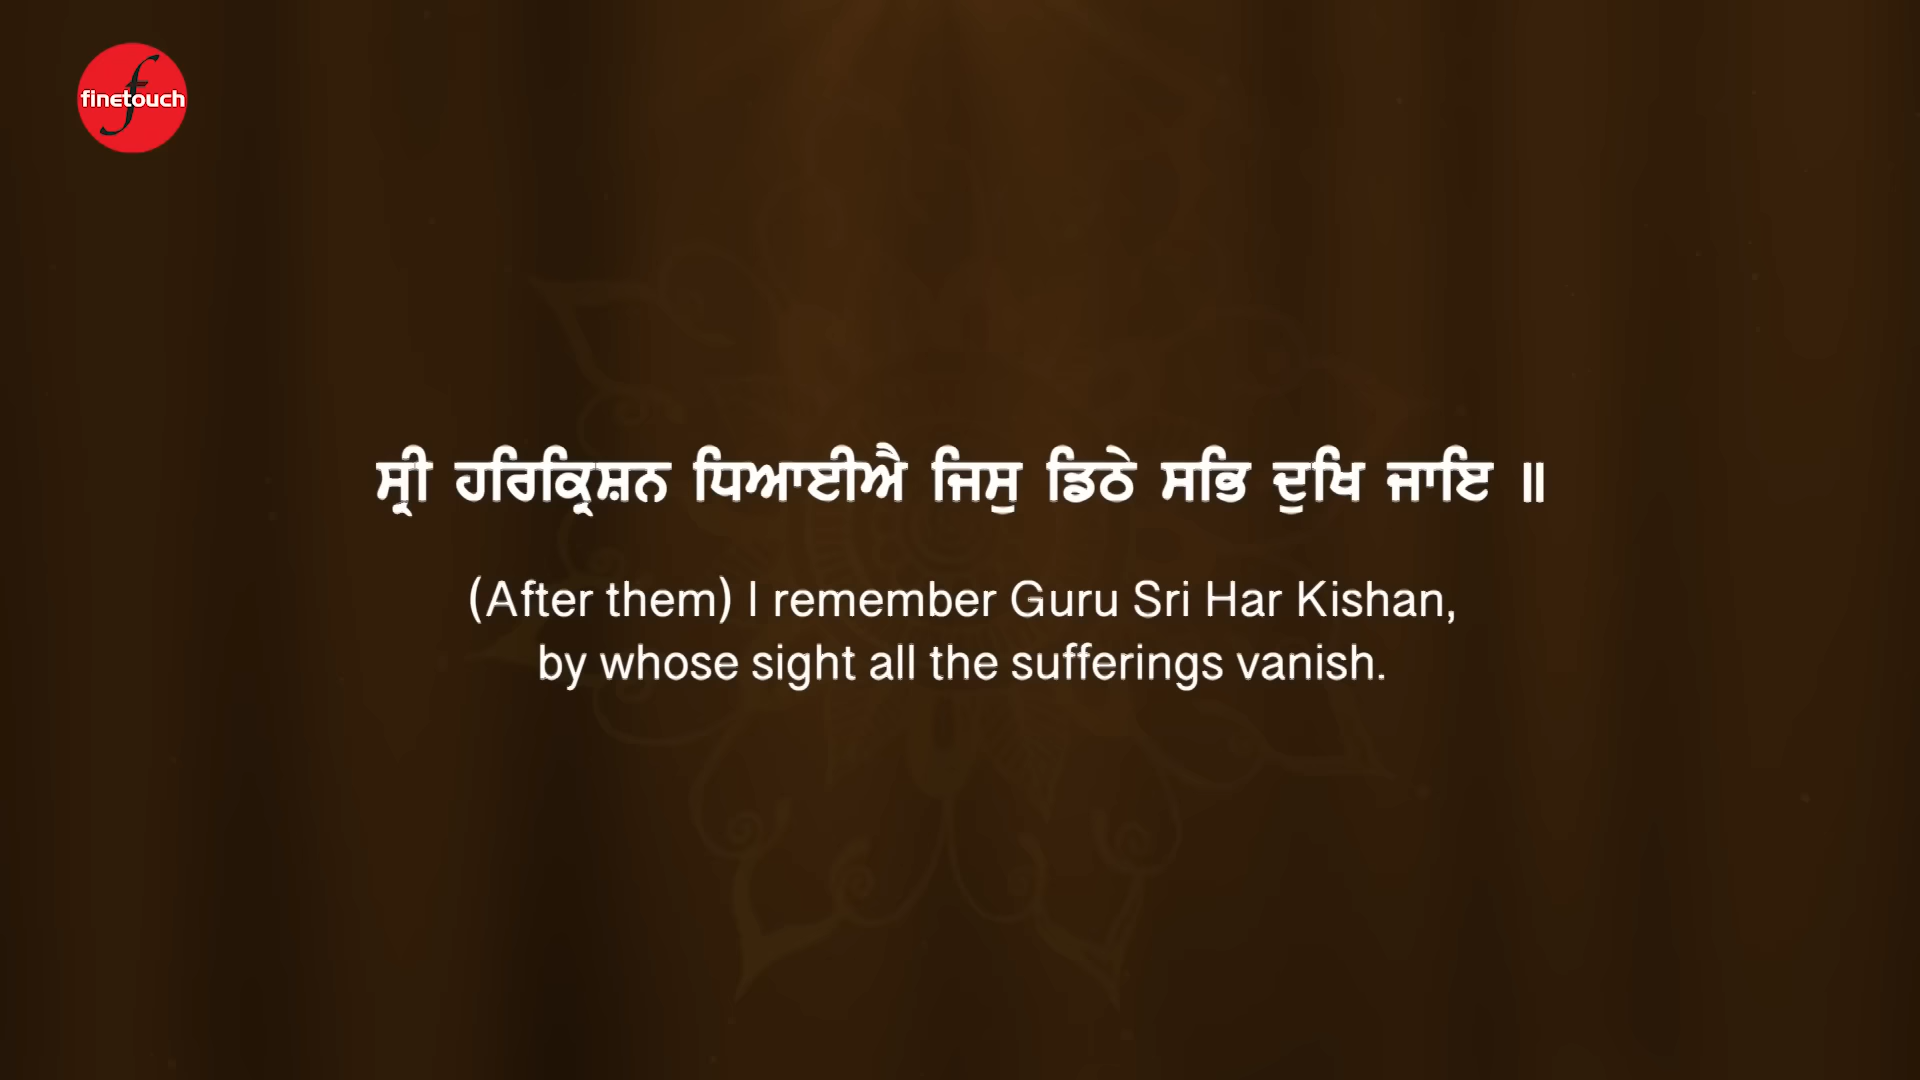 finetouch
ਸ੍ਰੀ ਹਰਿਕ੍ਰਿਸ਼ਨ ਧਿਆਈਐ ਜਿਸੁ ਡਿਠੇ ਸਭਿ ਦੁਖਿ ਜਾਇ ॥
(After them) I remember Guru Sri Har Kishan,
by whose sight all the sufferings vanish.